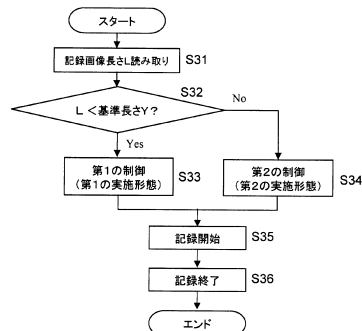 スタート
記録画像長さL読み取り
S31
S32
L<基準長さY?
No
Yes
第1の制御
(第1の実施形態)
S33
第2の制御
(第2の実施形態)
S34
記録開始
S35
記録終了
S36
エンド